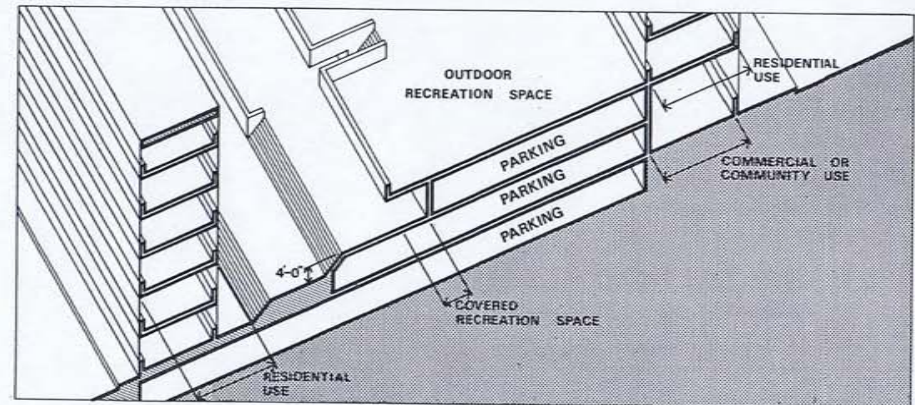 OUTDOOR
RECREATION SPACE
RESIDENTIAL
USE
PARKING
PARKING
PARKING
COMMERCIAL OR
COMMUNITY USE
4'-0"
COVERED
RECREATION SPACE
RESIDENTIAL
USE